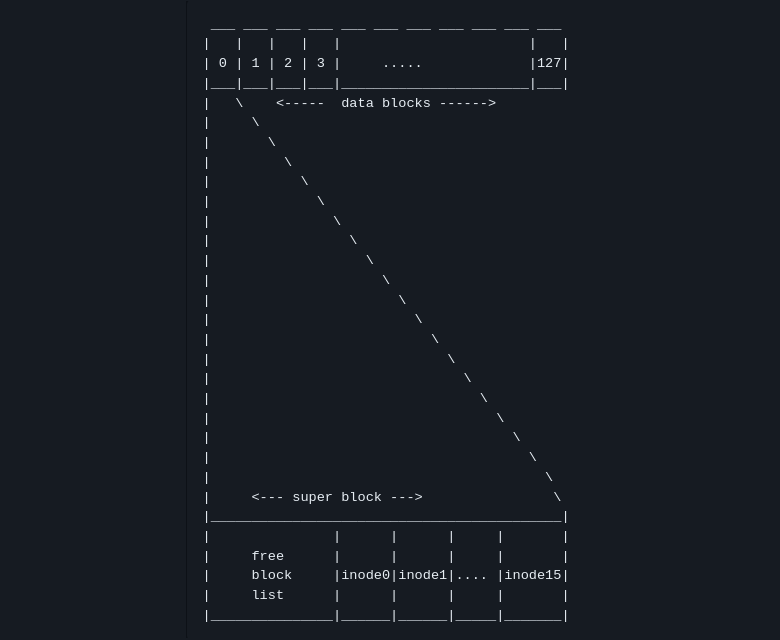 0 1 2 3 ..... 127
<----- data blocks ------>
<--- super block --->
free
block inode0 inode1 .... inode15
list